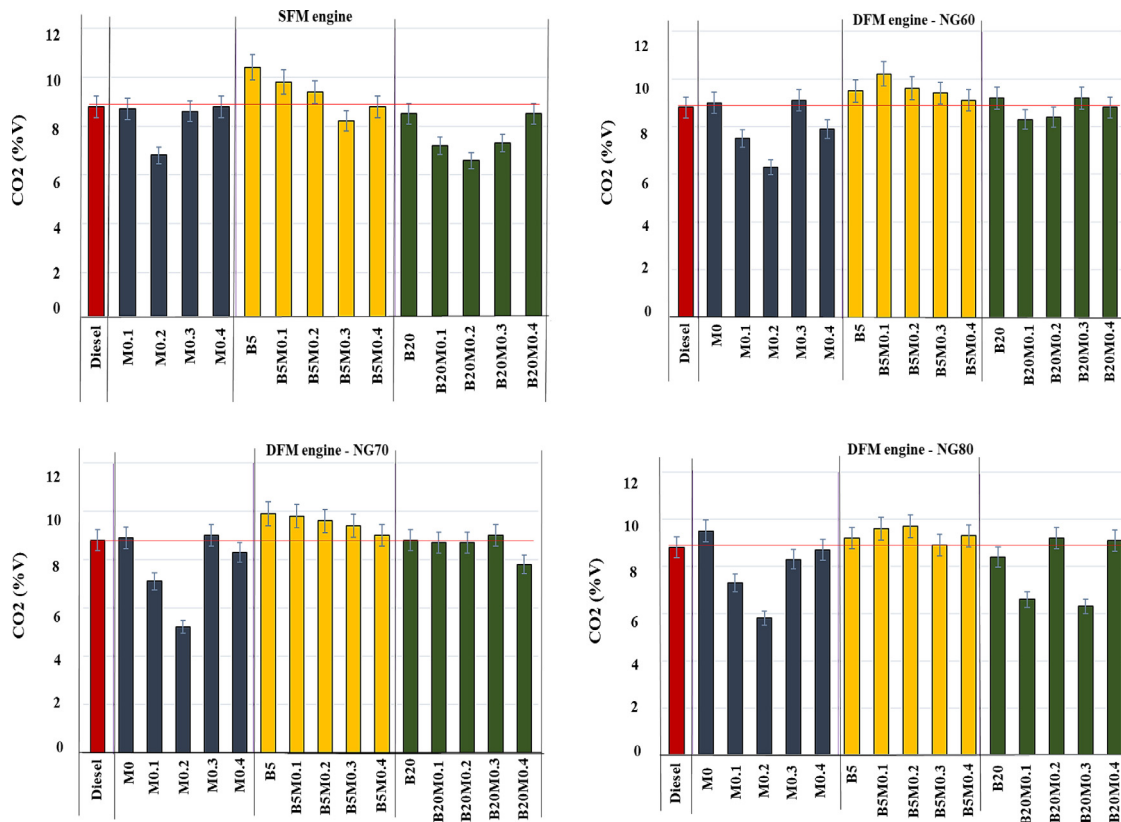 SFM engine
CO2 (%V)
12
10
8
6
4
2
0
Diesel
M0.1
M0.2
M0.3
M0.4
B5
B5M0.1
B5M0.2
B5M0.3
B5M0.4
B20
B20M0.1
B20M0.2
B20M0.3
B20M0.4
DFM engine - NG60
CO2 (%V)
12
10
8
6
4
2
0
Diesel
M0
M0.1
M0.2
M0.3
M0.4
B5
B5M0.1
B5M0.2
B5M0.3
B5M0.4
B20
B20M0.1
B20M0.2
B20M0.3
B20M0.4
DFM engine - NG70
CO2 (%V)
12
10
8
6
4
2
0
Diesel
M0
M0.1
M0.2
M0.3
M0.4
B5
B5M0.1
B5M0.2
B5M0.3
B5M0.4
B20
B20M0.1
B20M0.2
B20M0.3
B20M0.4
DFM engine - NG80
CO2 (%V)
12
10
8
6
4
2
0
Diesel
M0
M0.1
M0.2
M0.3
M0.4
B5
B5M0.1
B5M0.2
B5M0.3
B5M0.4
B20
B20M0.1
B20M0.2
B20M0.3
B20M0.4